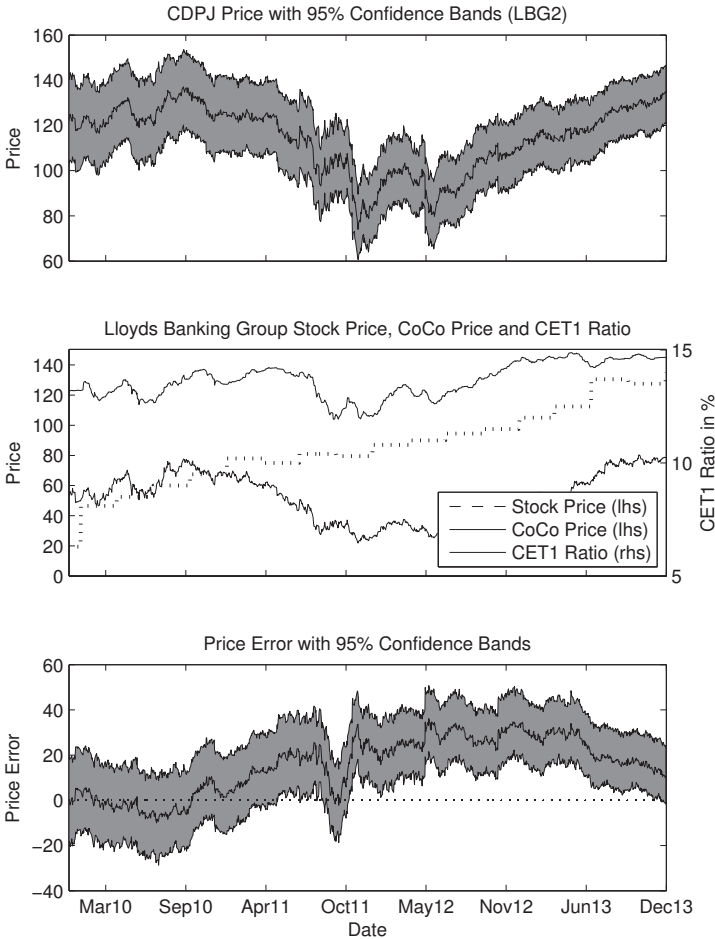 CDPJ Price with 95% Confidence Bands (LBG2)
160
140
120
100
80
60
Price
Lloyds Banking Group Stock Price, CoCo Price and CET1 Ratio
140
120
100
80
60
40
20
0
Price
15
10
5
CET1 Ratio in %
Stock Price (lhs)
CoCo Price (lhs)
CET1 Ratio (rhs)
Price Error with 95% Confidence Bands
60
40
20
0
−20
−40
Price Error
Mar10 Sep10 Apr11 Oct11 May12 Nov12 Jun13 Dec13
Date